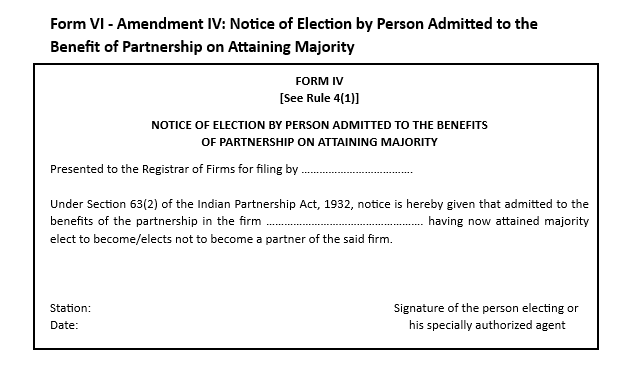 Form VI - Amendment IV: Notice of Election by Person Admitted to the
Benefit of Partnership on Attaining Majority
FORM IV
[See Rule 4(1)]
NOTICE OF ELECTION BY PERSON ADMITTED TO THE BENEFITS
OF PARTNERSHIP ON ATTAINING MAJORITY
Presented to the Registrar of Firms for filing by ......................................
Under Section 63(2) of the Indian Partnership Act, 1932, notice is hereby given that admitted to the
benefits of the partnership in the firm ..................................................... having now attained majority
elect to become/elects not to become a partner of the said firm.
Station:
Signature of the person electing or
Date:
his specially authorized agent